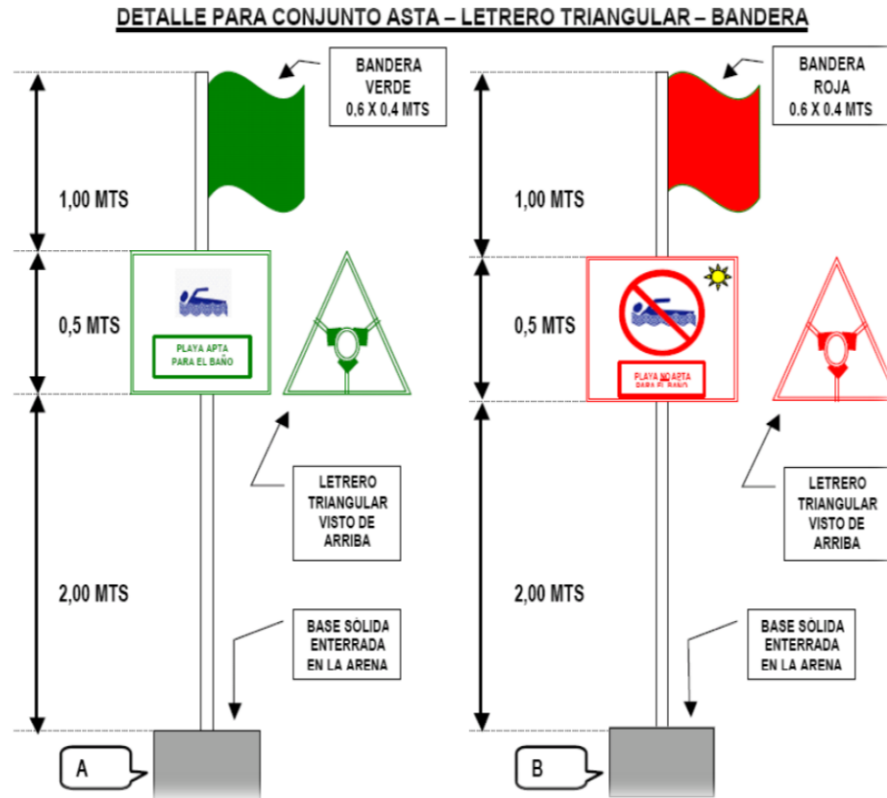 DETALLE PARA CONJUNTO ASTA – LETRERO TRIANGULAR – BANDERA
BANDERA
VERDE
0.6 X 0.4 MTS
1,00 MTS
0,5 MTS
PLAYA APTA
PARA EL BAÑO
LETRERO
TRIANGULAR
VISTO DE
ARRIBA
2,00 MTS
BASE SÓLIDA
ENTERRADA
EN LA ARENA
A
BANDERA
ROJA
0.6 X 0.4 MTS
1,00 MTS
0,5 MTS
PLAYA NO APTA
PARA EL BAÑO
LETRERO
TRIANGULAR
VISTO DE
ARRIBA
2,00 MTS
BASE SÓLIDA
ENTERRADA
EN LA ARENA
B